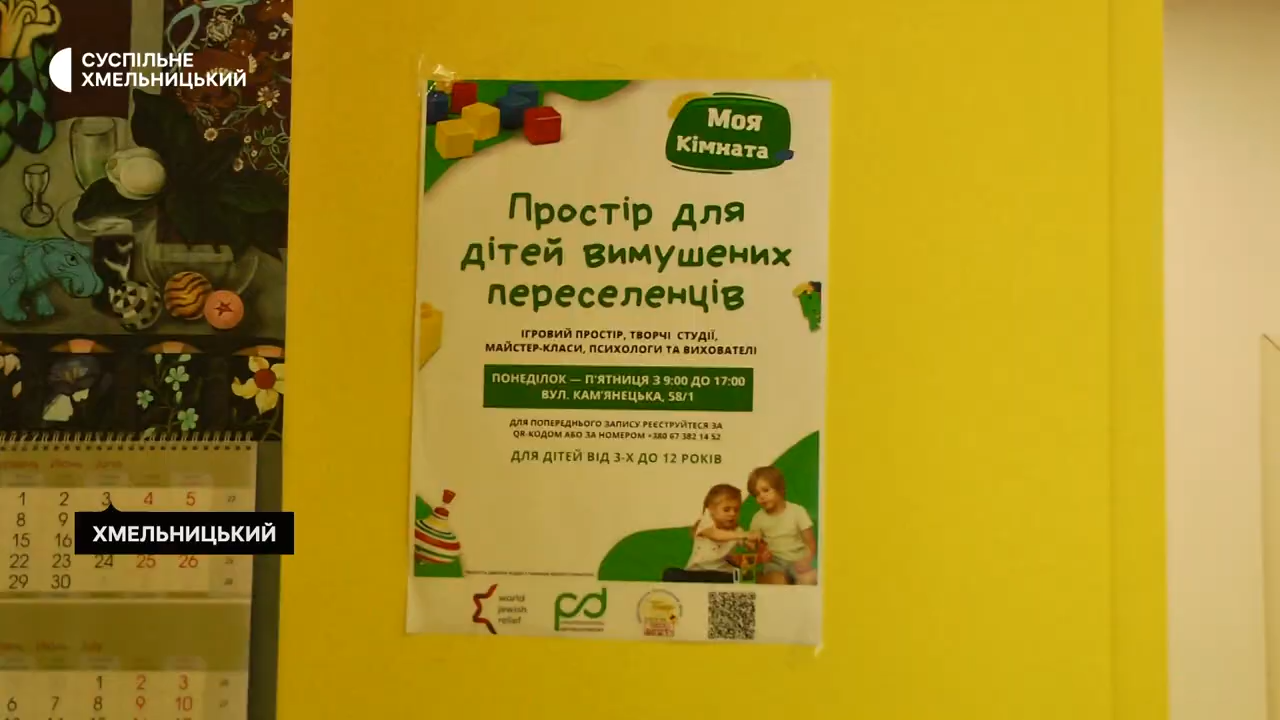 СУСПІЛЬНЕ
ХМЕЛЬНИЦЬКИЙ
Моя
Кімната
Простір для
дітей вимушених
переселенців
ІГРОВИЙ ПРОСТІР, ТВОРЧІ СТУДІЇ,
МАЙСТЕР-КЛАСИ, ПСИХОЛОГИ ТА ВИХОВАТЕЛІ
ПОНЕДІЛОК — П'ЯТНИЦЯ З 9:00 ДО 17:00
ВУЛ. КАМ'ЯНЕЦЬКА, 58/1
ДЛЯ ПОПЕРЕДНЬОГО ЗАПИСУ РЕЄСТРУЙТЕСЯ ЗА
QR-КОДОМ АБО ЗА НОМЕРОМ +380 67 382 14 52
ДЛЯ ДІТЕЙ ВІД 3-Х ДО 12 РОКІВ
world
jewish
relief
1 2 3 4 5
8 9
15 16
22 23 24 25 26
29 30
ХМЕЛЬНИЦЬКИЙ
1 2 3
6 7 8 9 10